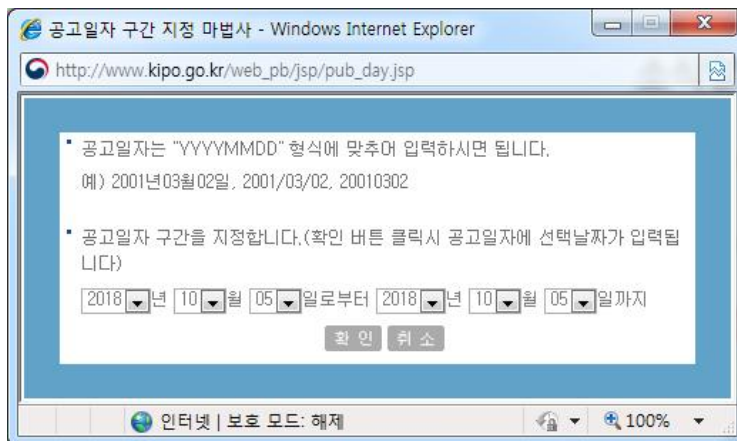 공고일자 구간 지정 마법사 - Windows Internet Explorer
http://www.kipo.go.kr/web_pb/jsp/pub_day.jsp
공고일자는 "YYYYMMDD" 형식에 맞추어 입력하시면 됩니다.
예) 2001년03월02일, 2001/03/02, 20010302
공고일자 구간을 지정합니다.(확인 버튼 클릭시 공고일자에 선택날짜가 입력됩
니다)
2018 년 10 월 05 일로부터 2018 년 10 월 05 일까지
확 인 취 소
인터넷 | 보호 모드: 해제 100%